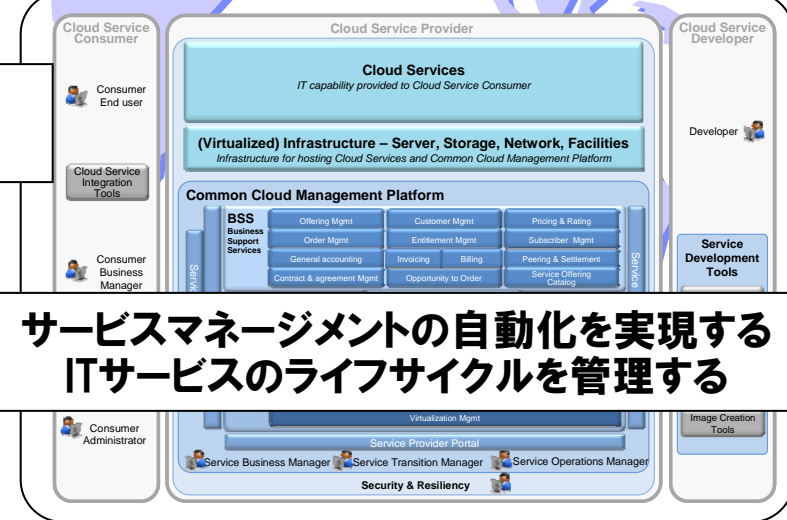 Cloud Service
Consumer
Cloud Service Provider
Cloud Service
Developer
Cloud Services
IT capability provided to Cloud Service Consumer
Consumer
End user
Developer
(Virtualized) Infrastructure – Server, Storage, Network, Facilities
Infrastructure for hosting Cloud Services and Common Cloud Management Platform
Cloud Service
Integration
Tools
Common Cloud Management Platform
BSS
Business
Support
Services
Offering Mgmt
Customer Mgmt
Pricing & Rating
Order Mgmt
Entitlement Mgmt
Subscriber Mgmt
General accounting
Invoicing
Billing
Peering & Settlement
Contract & agreement Mgmt
Opportunity to Order
Service Offering
Catalog
Service
Consumer
Business
Manager
Service
Development
Tools
サービスマネージメントの自動化を実現する
ITサービスのライフサイクルを管理する
Consumer
Administrator
Virtualization Mgmt
Image Creation
Tools
Service Provider Portal
Service Business Manager
Service Transition Manager
Service Operations Manager
Security & Resiliency